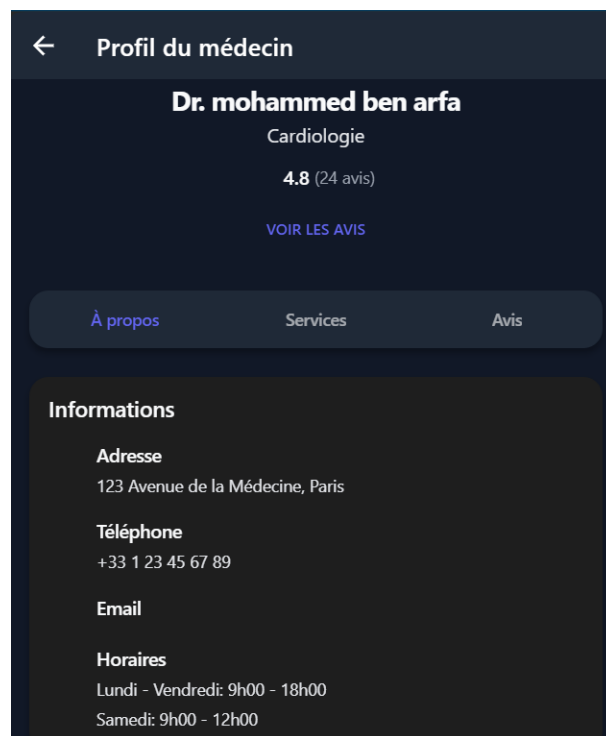 Profil du médecin
Dr. mohammed ben arfa
Cardiologie
4.8 (24 avis)
VOIR LES AVIS
À propos Services Avis
Informations
Adresse
123 Avenue de la Médecine, Paris
Téléphone
+33 1 23 45 67 89
Email
Horaires
Lundi - Vendredi: 9h00 - 18h00
Samedi: 9h00 - 12h00